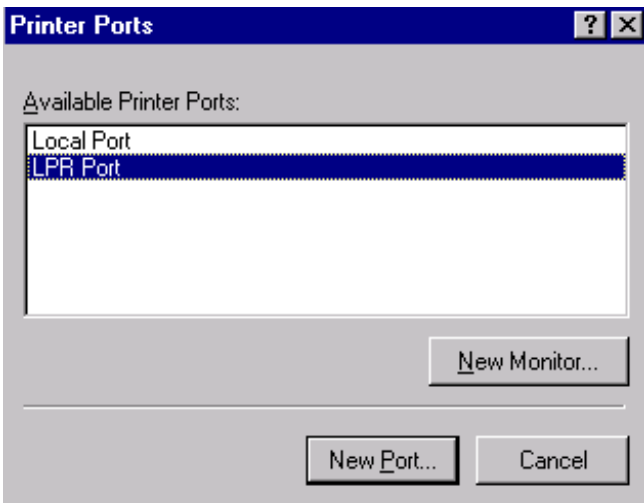 Printer Ports
Available Printer Ports:
Local Port
LPR Port
New Monitor...
New Port...
Cancel